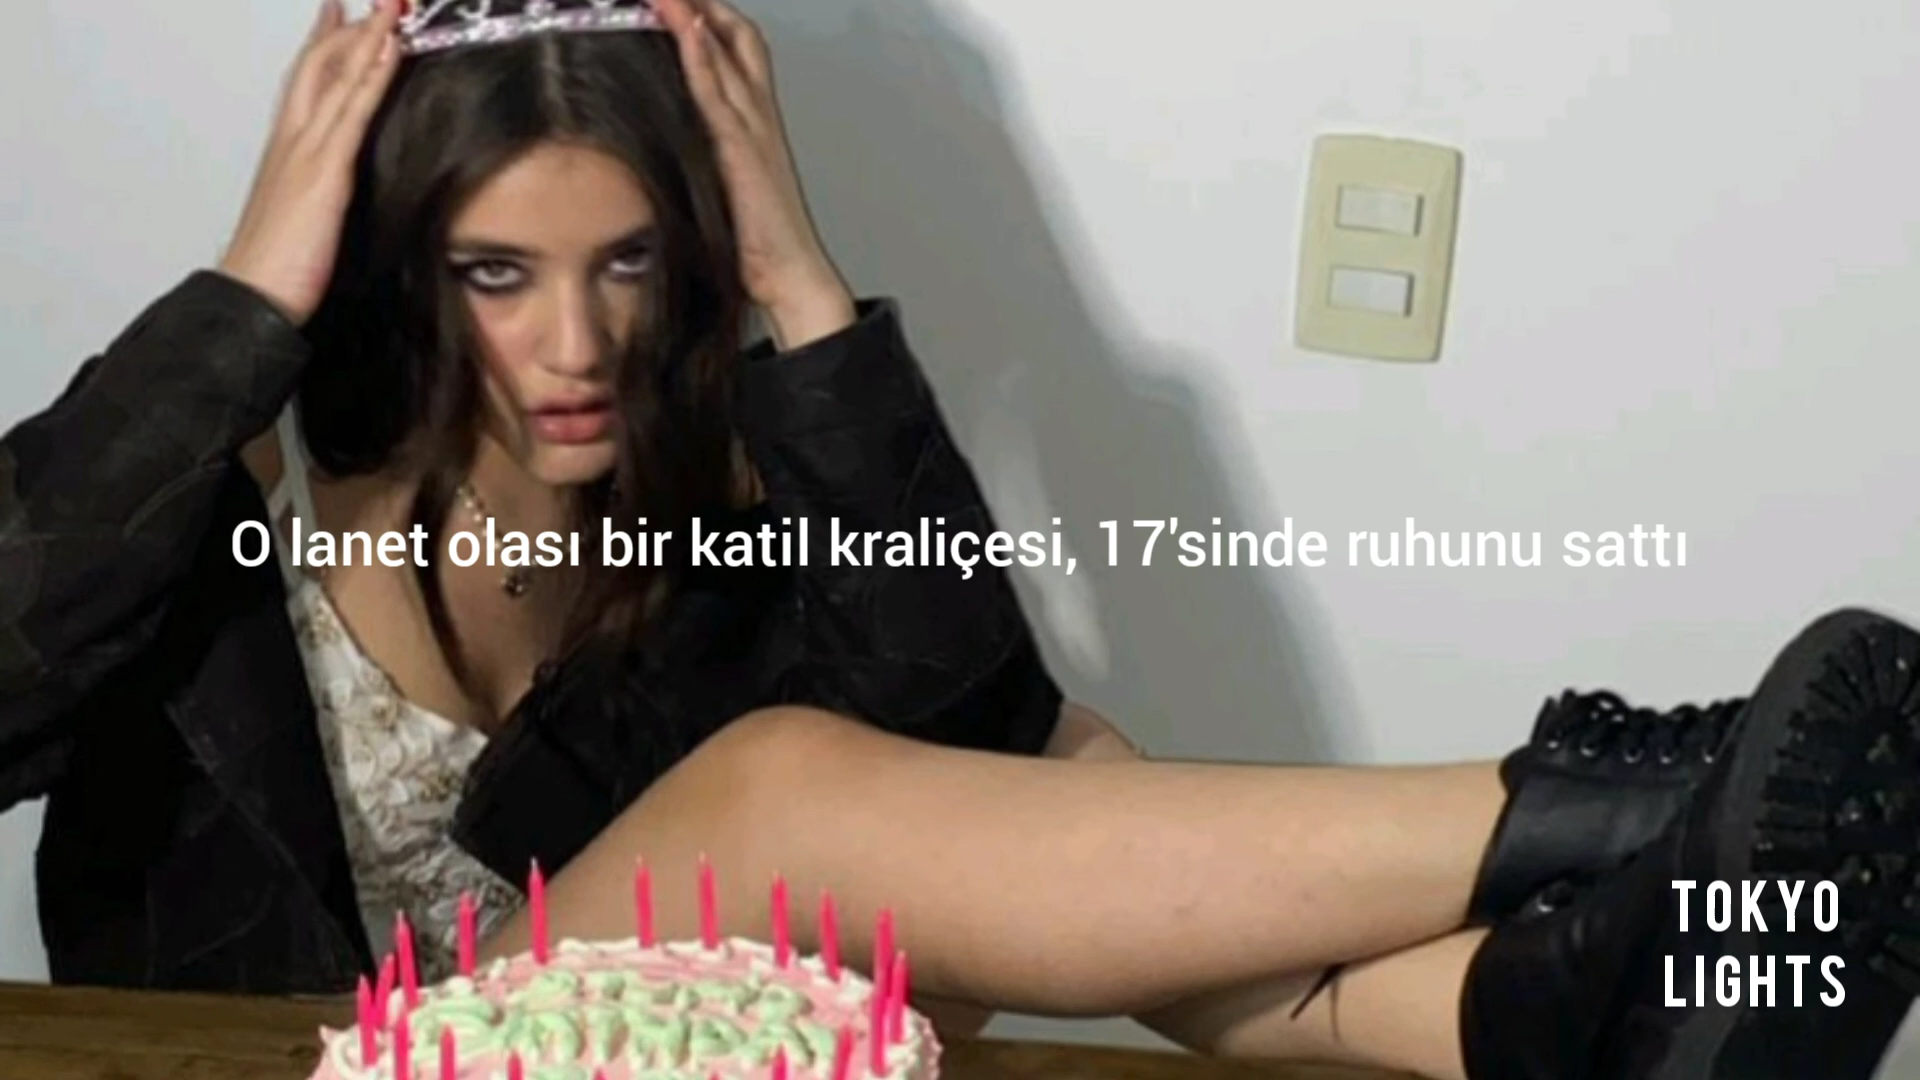 O lanet olası bir katil kraliçesi, 17'sinde ruhunu sattı
TOKYO
LIGHTS